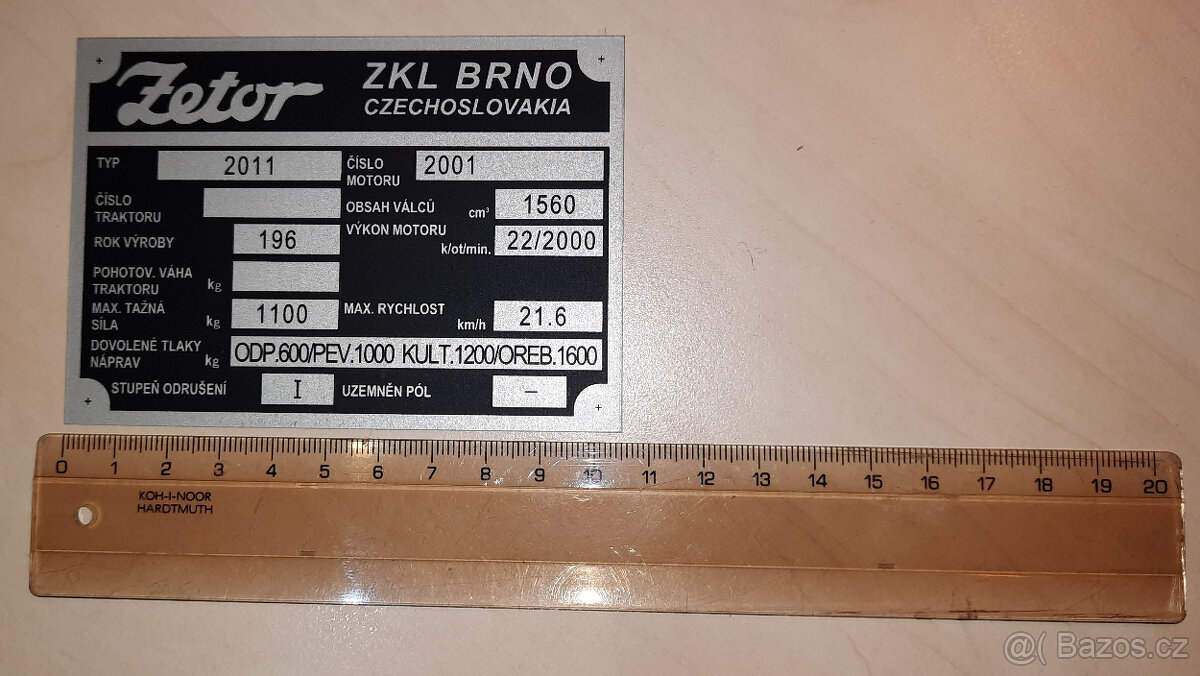 Zetor ZKL BRNO
CZECHOSLOVAKIA
TYP 2011 ČÍSLO MOTORU 2001
ČÍSLO TRAKTORU OBSAH VÁLCŮ cm³ 1560
ROK VÝROBY 196 VÝKON MOTORU k/ot/min. 22/2000
POHOTOV. VÁHA TRAKTORU kg
MAX. TAŽNÁ SÍLA kg 1100 MAX. RYCHLOST km/h 21.6
DOVOLENÉ TLAKY NÁPRAV kg ODP.600/PEV.1000 KULT.1200/OREB.1600
STUPEŇ ODRUŠENÍ I UZEMNĚN PÓL –
0 1 2 3 4 5 6 7 8 9 10 11 12 13 14 15 16 17 18 19 20
KOH-I-NOOR
HARDTMUTH
@( Bazos.cz